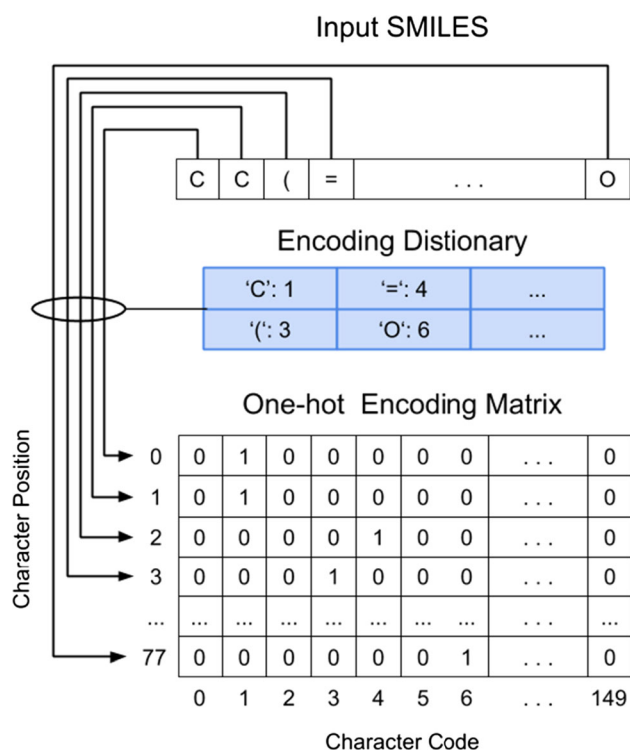 Input SMILES
C C ( = . . . O
Encoding Distionary
‘C’: 1 ‘=‘: 4 ...
‘(‘: 3 ‘O‘: 6 ...
One-hot Encoding Matrix
Character Position
0 0 1 0 0 0 0 0 . . . 0
1 0 1 0 0 0 0 0 . . . 0
2 0 0 0 0 1 0 0 . . . 0
3 0 0 0 1 0 0 0 . . . 0
... ... ... ... ... ... ... ... . . . ...
77 0 0 0 0 0 0 1 . . . 0
0 1 2 3 4 5 6 . . . 149
Character Code